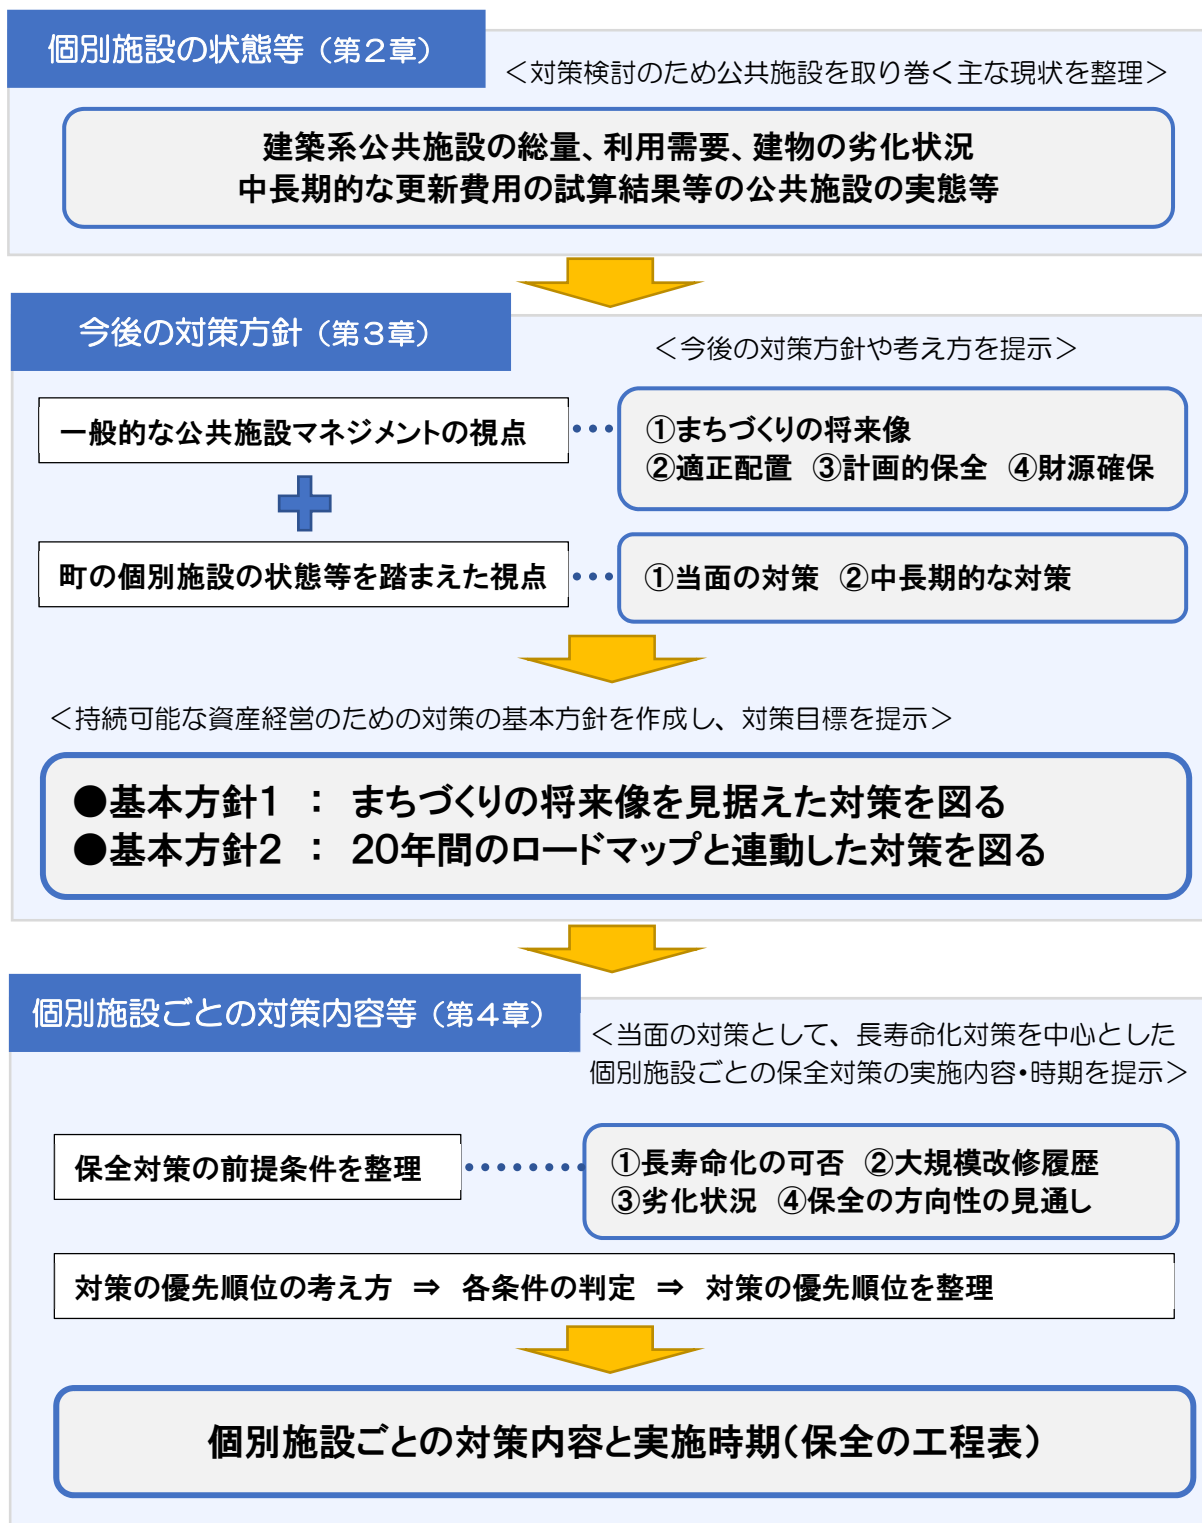 個別施設の状態等（第２章）
＜対策検討のため公共施設を取り巻く主な現状を整理＞
建築系公共施設の総量、利用需要、建物の劣化状況
中長期的な更新費用の試算結果等の公共施設の実態等
今後の対策方針（第３章）
＜今後の対策方針や考え方を提示＞
一般的な公共施設マネジメントの視点
①まちづくりの将来像
②適正配置 ③計画的保全 ④財源確保
町の個別施設の状態等を踏まえた視点
①当面の対策 ②中長期的な対策
＜持続可能な資産経営のための対策の基本方針を作成し、対策目標を提示＞
●基本方針１ ： まちづくりの将来像を見据えた対策を図る
●基本方針２ ： 20年間のロードマップと連動した対策を図る
個別施設ごとの対策内容等（第４章）
＜当面の対策として、長寿命化対策を中心とした
個別施設ごとの保全対策の実施内容・時期を提示＞
保全対策の前提条件を整理
①長寿命化の可否 ②大規模改修履歴
③劣化状況 ④保全の方向性の見通し
対策の優先順位の考え方 ⇒ 各条件の判定 ⇒ 対策の優先順位を整理
個別施設ごとの対策内容と実施時期（保全の工程表）